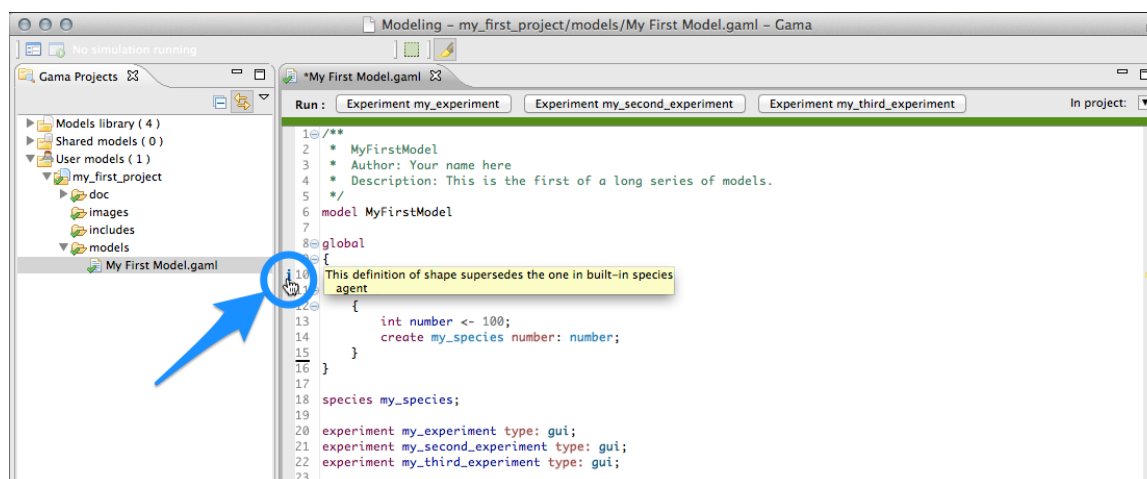 Modeling – my_first_project/models/My First Model.gaml – Gama
No simulation running
Gama Projects
*My First Model.gaml
Run :
Experiment my_experiment
Experiment my_second_experiment
Experiment my_third_experiment
In project:
Models library ( 4 )
Shared models ( 0 )
User models ( 1 )
my_first_project
doc
images
includes
models
My First Model.gaml
1 /**
2 * MyFirstModel
3 * Author: Your name here
4 * Description: This is the first of a long series of models.
5 */
6 model MyFirstModel
7
8 global
9 {
i 10
This definition of shape supersedes the one in built-in species
agent
11
12 {
13 int number <- 100;
14 create my_species number: number;
15 }
16 }
17
18 species my_species;
19
20 experiment my_experiment type: gui;
21 experiment my_second_experiment type: gui;
22 experiment my_third_experiment type: gui;
23